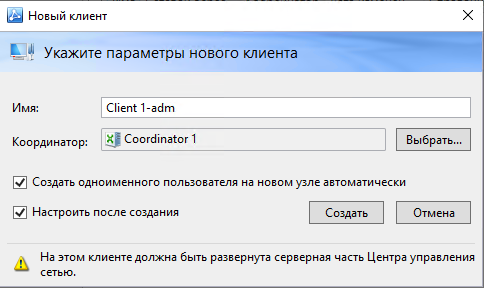 Новый клиент
Укажите параметры нового клиента
Имя: Client 1-adm
Координатор: Coordinator 1 Выбрать...
Создать одноименного пользователя на новом узле автоматически
Настроить после создания Создать Отмена
На этом клиенте должна быть развернута серверная часть Центра управления
сетью.